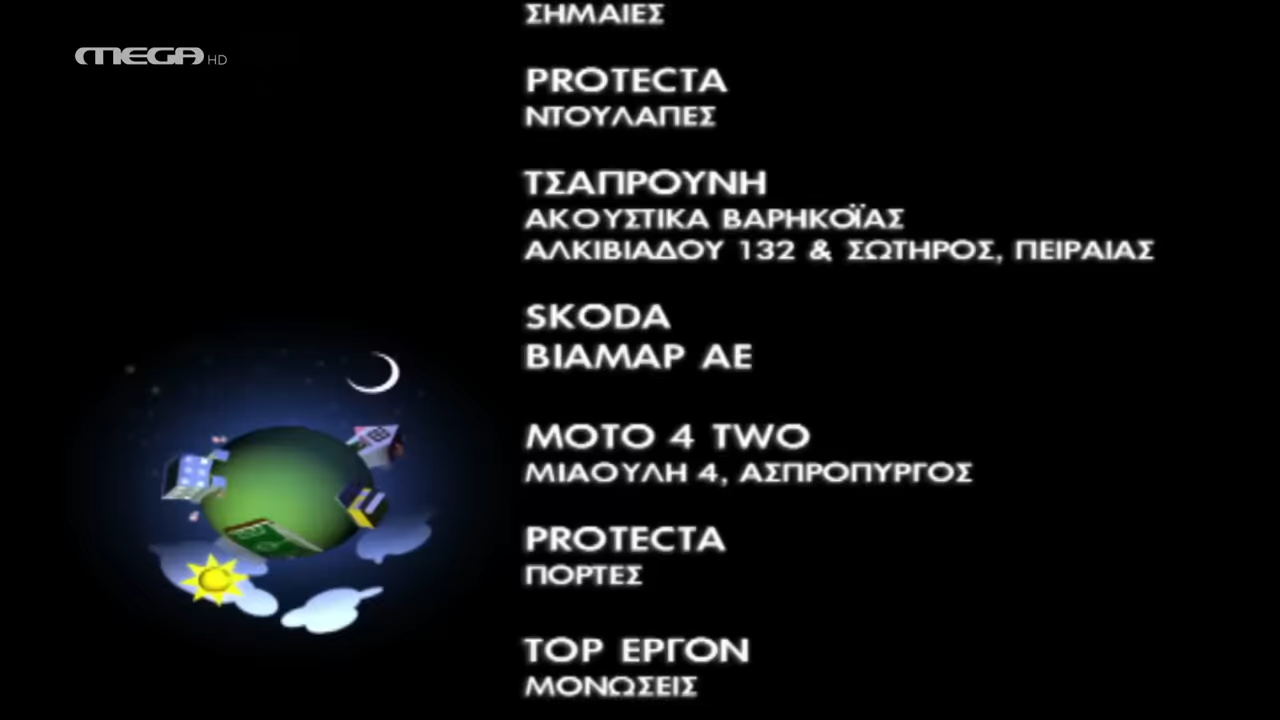 ΣΗΜΑΙΕΣ
MEGA HD
PROTECTA
ΝΤΟΥΛΑΠΕΣ
ΤΣΑΠΡΟΥΝΗ
ΑΚΟΥΣΤΙΚΑ ΒΑΡΗΚΟΪΑΣ
ΑΛΚΙΒΙΑΔΟΥ 132 & ΣΩΤΗΡΟΣ, ΠΕΙΡΑΙΑΣ
SKODA
ΒΙΑΜΑΡ ΑΕ
MOTO 4 TWO
ΜΙΑΟΥΛΗ 4, ΑΣΠΡΟΠΥΡΓΟΣ
PROTECTA
ΠΟΡΤΕΣ
TOP ΕΡΓΟΝ
ΜΟΝΩΣΕΙΣ